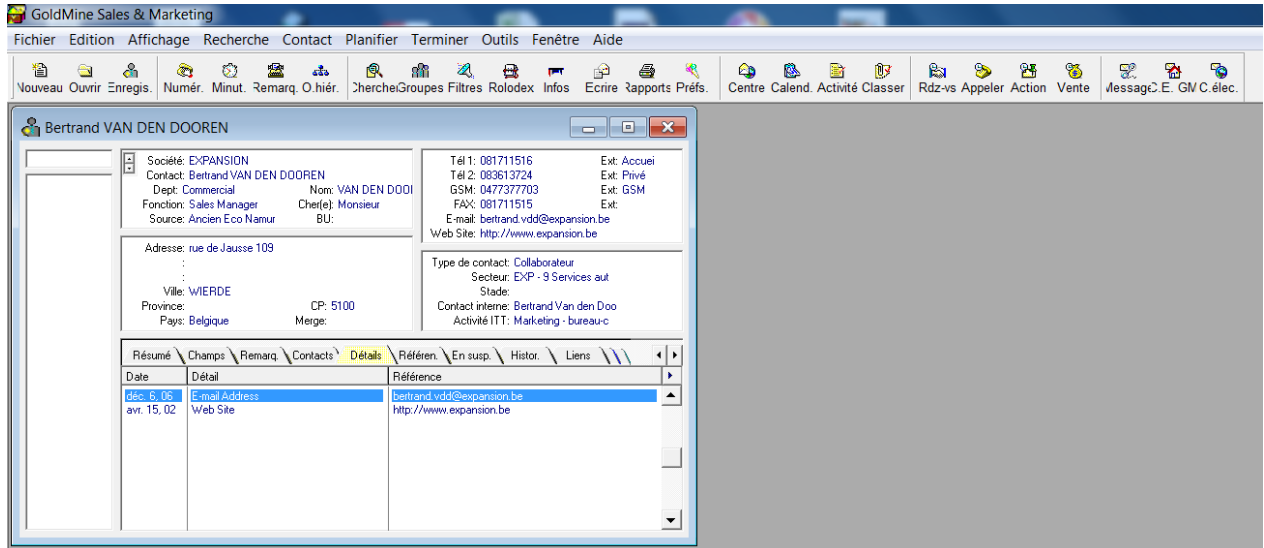 GoldMine Sales & Marketing
Fichier Edition Affichage Recherche Contact Planifier Terminer Outils Fenêtre Aide
Nouveau Ouvrir Enregis. Numér. Minut. Remarq. O.hiér. Cherche Groupes Filtres Rolodex Infos Ecrire Rapports Préfs. Centre Calend. Activité Classer Rdz-vs Appeler Action Vente Messag C.E. GM C.élec.
Bertrand VAN DEN DOOREN
Société: EXPANSION
Contact: Bertrand VAN DEN DOOREN
Dept: Commercial Nom: VAN DEN DOOI
Fonction: Sales Manager Cher(e): Monsieur
Source: Ancien Eco Namur BU:
Tél 1: 081711516 Ext: Accuei
Tél 2: 083613724 Ext: Privé
GSM: 0477377703 Ext: GSM
FAX: 081711515 Ext:
E-mail: bertrand.vdd@expansion.be
Web Site: http://www.expansion.be
Adresse: rue de Jausse 109
:
:
Ville: WIERDE
Province: CP: 5100
Pays: Belgique Merge:
Type de contact: Collaborateur
Secteur: EXP - 9 Services aut
Stade:
Contact interne: Bertrand Van den Doo
Activité ITT: Marketing - bureau-c
Résumé Champs Remarq. Contacts Détails Référen. En susp. Histor. Liens
Date Détail Référence
déc. 6, 06 E-mail Address bertrand.vdd@expansion.be
avr. 15, 02 Web Site http://www.expansion.be